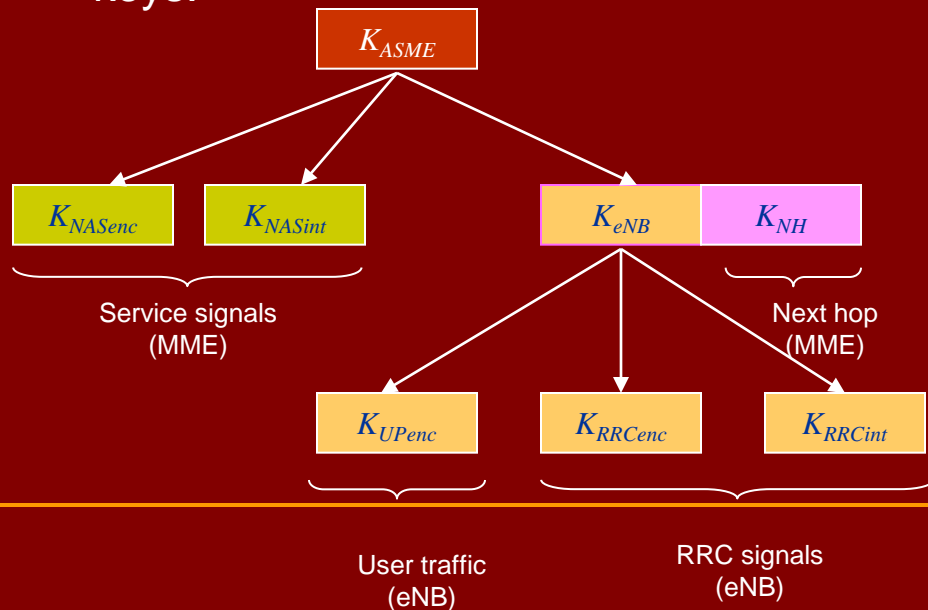 keys.
K_ASME
K_NASenc K_NASint K_eNB K_NH
Service signals
(MME)
Next hop
(MME)
K_UPenc K_RRCenc K_RRCint
User traffic
(eNB)
RRC signals
(eNB)